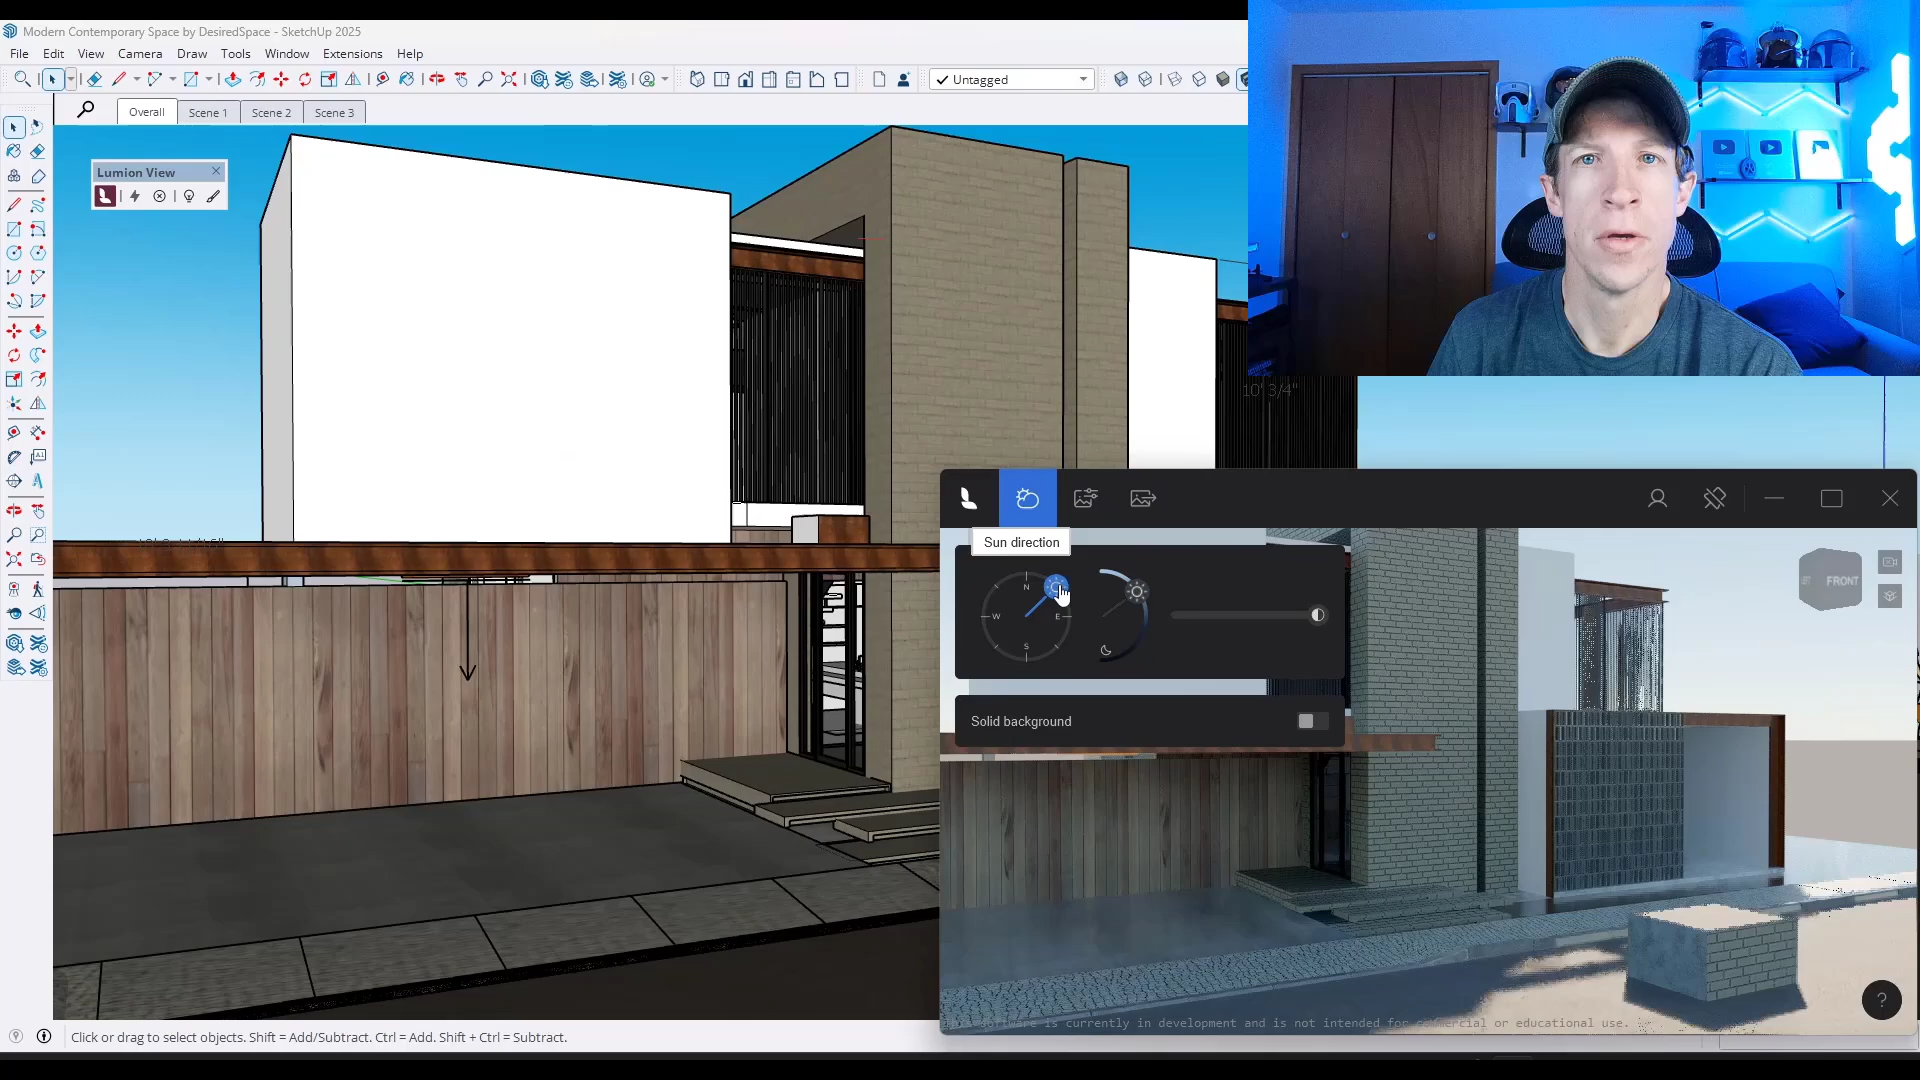 Modern Contemporary Space by DesiredSpace - SketchUp 2025
File Edit View Camera Draw Tools Window Extensions Help
Untagged
Overall Scene 1 Scene 2 Scene 3
Lumion View
10' 3/4"
Sun direction
N
W E
S
FRONT
Solid background
?
software is currently in development and is not intended for commercial or educational use.
Click or drag to select objects. Shift = Add/Subtract. Ctrl = Add. Shift + Ctrl = Subtract.